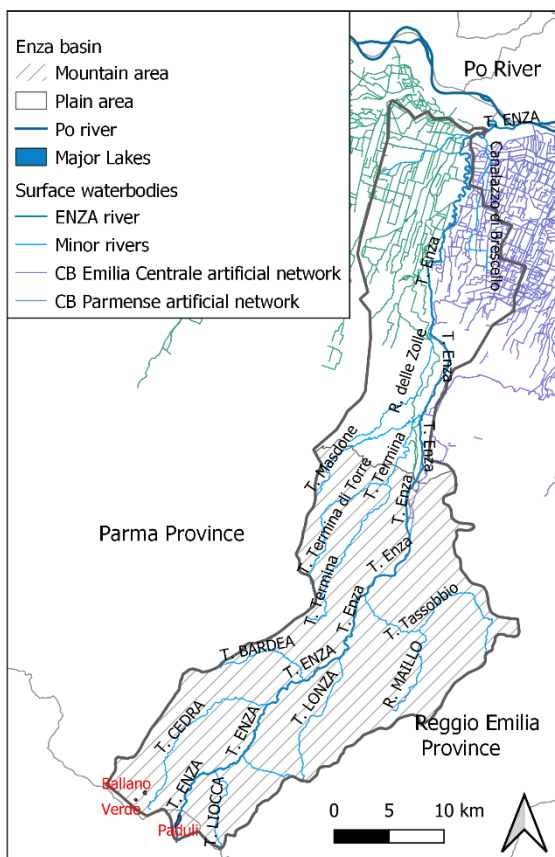 Enza basin
Mountain area
Plain area
Po river
Major Lakes
Surface waterbodies
ENZA river
Minor rivers
CB Emilia Centrale artificial network
CB Parmense artificial network
Po River
T. ENZA
Canalazzo di Brescello
T. Enza
R. delle Zolle
T. Enza
T. Masdone
T. Termina
T. Enza
T. Termina di Torre
T. Enza
Parma Province
T. Enza
T. Termina
T. Enza
T. Tassobbio
T. BARDEA
T. ENZA
T. LONZA
R. MAILLO
T. CEDRA
T. ENZA
Reggio Emilia
Province
Ballano
Verde
T. ENZA
Paduli
T. LIOCCA
0 5 10 km